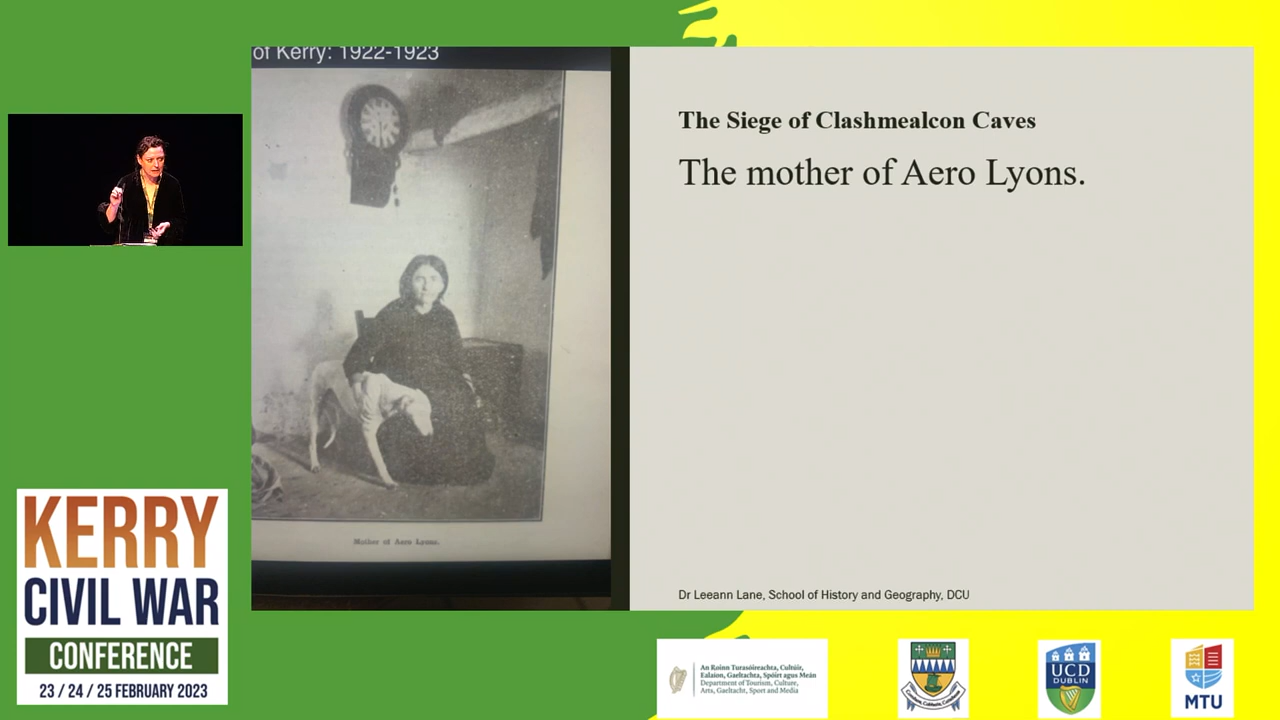 of Kerry: 1922-1923
The Siege of Clashmealcon Caves
The mother of Aero Lyons.
Mother of Aero Lyons.
Dr Leeann Lane, School of History and Geography, DCU
KERRY
CIVIL WAR
CONFERENCE
23 / 24 / 25 FEBRUARY 2023
An Roinn Turasóireachta, Cultúir,
Ealaíon, Gaeltachta, Spóirt agus Meán
Department of Tourism, Culture,
Arts, Gaeltacht, Sport and Media
UCD
DUBLIN
MTU